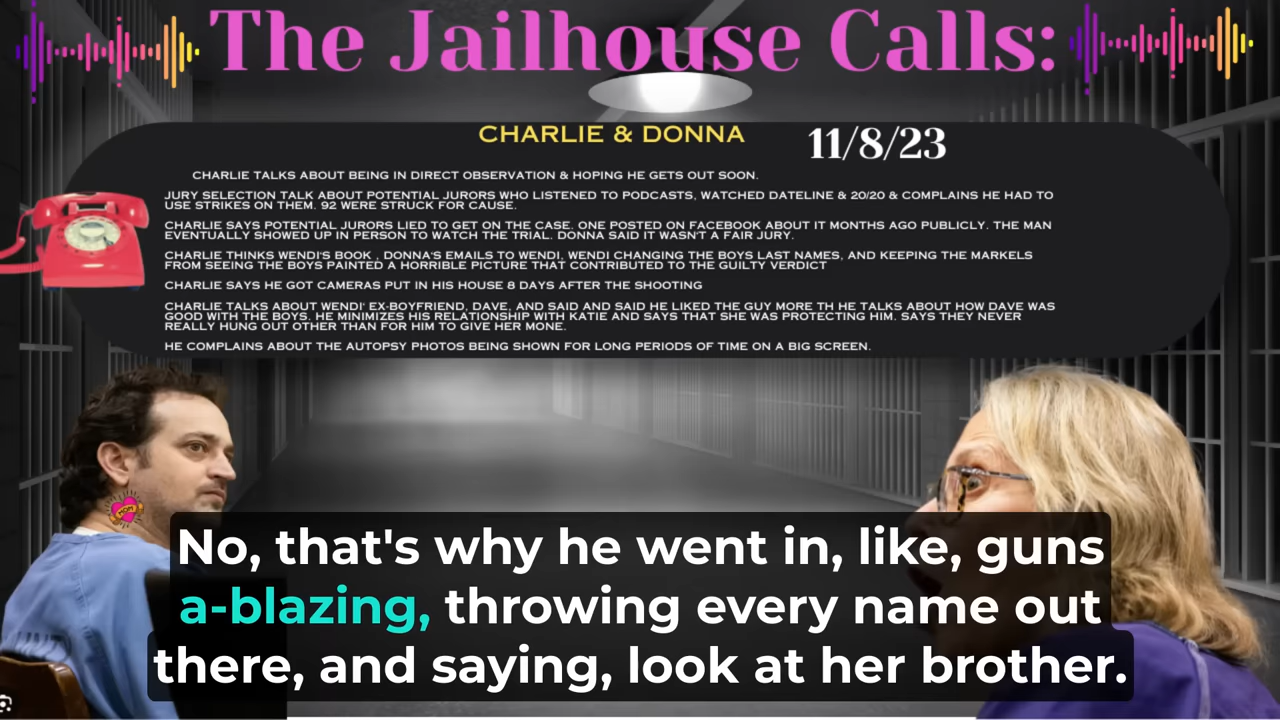 The Jailhouse Calls:
CHARLIE & DONNA
11/8/23
CHARLIE TALKS ABOUT BEING IN DIRECT OBSERVATION & HOPING HE GETS OUT SOON.
JURY SELECTION TALK ABOUT POTENTIAL JURORS WHO LISTENED TO PODCASTS, WATCHED DATELINE & 20/20 & COMPLAINS HE HAD TO
USE STRIKES ON THEM. 92 WERE STRUCK FOR CAUSE.
CHARLIE SAYS POTENTIAL JURORS LIED TO GET ON THE CASE. ONE POSTED ON FACEBOOK ABOUT IT MONTHS AGO PUBLICLY. THE MAN
EVENTUALLY SHOWED UP IN PERSON TO WATCH THE TRIAL. DONNA SAID IT WASN'T A FAIR JURY.
CHARLIE THINKS WENDI'S BOOK , DONNA'S EMAILS TO WENDI, WENDI CHANGING THE BOYS LAST NAMES, AND KEEPING THE MARKELS
FROM SEEING THE BOYS PAINTED A HORRIBLE PICTURE THAT CONTRIBUTED TO THE GUILTY VERDICT
CHARLIE SAYS HE GOT CAMERAS PUT IN HIS HOUSE 8 DAYS AFTER THE SHOOTING
CHARLIE TALKS ABOUT WENDI' EX-BOYFRIEND, DAVE, AND SAID AND SAID HE LIKED THE GUY MORE TH HE TALKS ABOUT HOW DAVE WAS
GOOD WITH THE BOYS. HE MINIMIZES HIS RELATIONSHIP WITH KATIE AND SAYS THAT SHE WAS PROTECTING HIM. SAYS THEY NEVER
REALLY HUNG OUT OTHER THAN FOR HIM TO GIVE HER MONE.
HE COMPLAINS ABOUT THE AUTOPSY PHOTOS BEING SHOWN FOR LONG PERIODS OF TIME ON A BIG SCREEN.
MOM
No, that's why he went in, like, guns
a-blazing, throwing every name out
there, and saying, look at her brother.